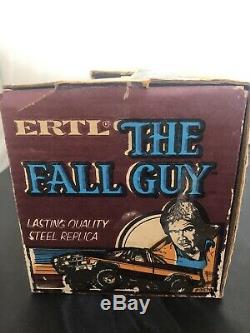 ERTL®
THE
FALL GUY
LASTING QUALITY
STEEL REPLICA